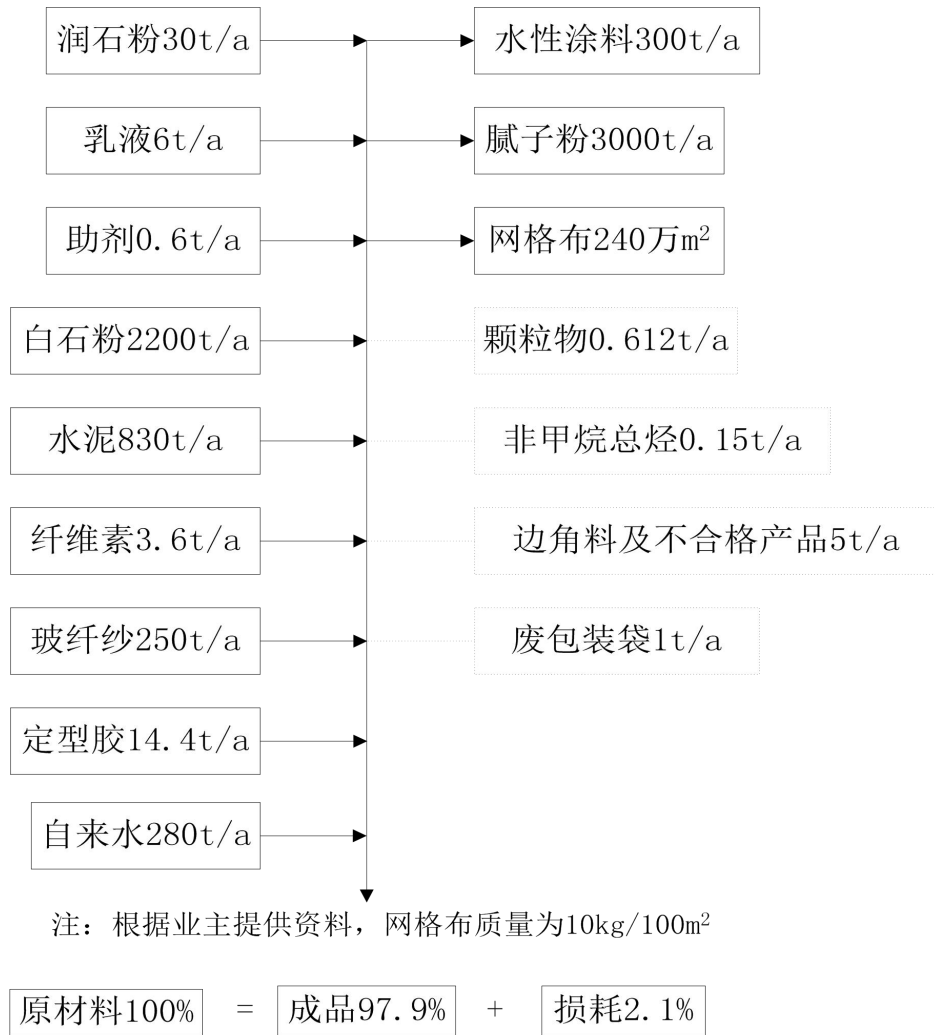 润石粉30t/a
水性涂料300t/a
乳液6t/a
腻子粉3000t/a
助剂0.6t/a
网格布240万m²
白石粉2200t/a
颗粒物0.612t/a
水泥830t/a
非甲烷总烃0.15t/a
纤维素3.6t/a
边角料及不合格产品5t/a
玻纤纱250t/a
废包装袋1t/a
定型胶14.4t/a
自来水280t/a
注：根据业主提供资料，网格布质量为10kg/100m²
原材料100% = 成品97.9% + 损耗2.1%